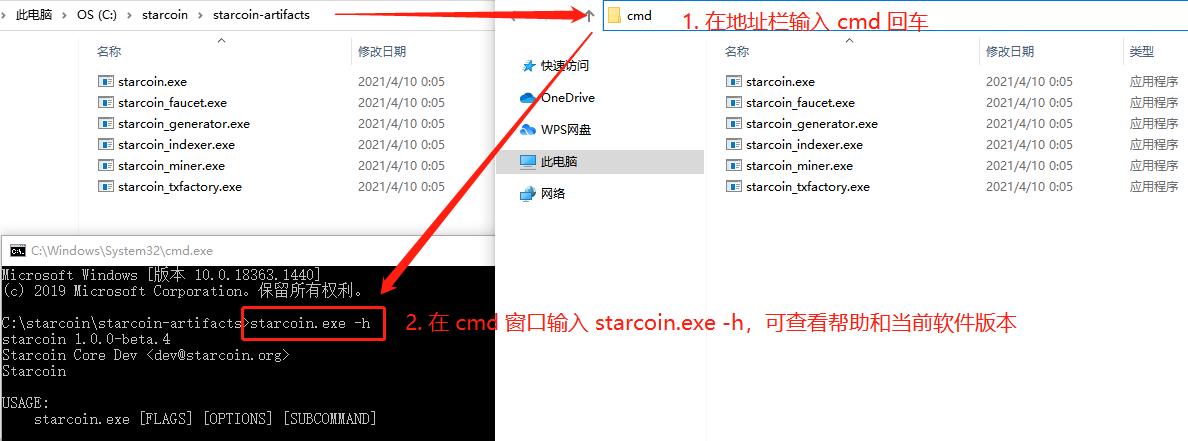 此电脑 › OS (C:) › starcoin › starcoin-artifacts
名称 修改日期
starcoin.exe 2021/4/10 0:05
starcoin_faucet.exe 2021/4/10 0:05
starcoin_generator.exe 2021/4/10 0:05
starcoin_indexer.exe 2021/4/10 0:05
starcoin_miner.exe 2021/4/10 0:05
starcoin_txfactory.exe 2021/4/10 0:05
cmd
1. 在地址栏输入 cmd 回车
快速访问
OneDrive
WPS网盘
此电脑
网络
名称 修改日期 类型
starcoin.exe 2021/4/10 0:05 应用程序
starcoin_faucet.exe 2021/4/10 0:05 应用程序
starcoin_generator.exe 2021/4/10 0:05 应用程序
starcoin_indexer.exe 2021/4/10 0:05 应用程序
starcoin_miner.exe 2021/4/10 0:05 应用程序
starcoin_txfactory.exe 2021/4/10 0:05 应用程序
C:\Windows\System32\cmd.exe
Microsoft Windows [版本 10.0.18363.1440]
(c) 2019 Microsoft Corporation。保留所有权利。
C:\starcoin\starcoin-artifacts>starcoin.exe -h
starcoin 1.0.0-beta.4
Starcoin Core Dev <dev@starcoin.org>
Starcoin
USAGE:
starcoin.exe [FLAGS] [OPTIONS] [SUBCOMMAND]
2. 在 cmd 窗口输入 starcoin.exe -h，可查看帮助和当前软件版本